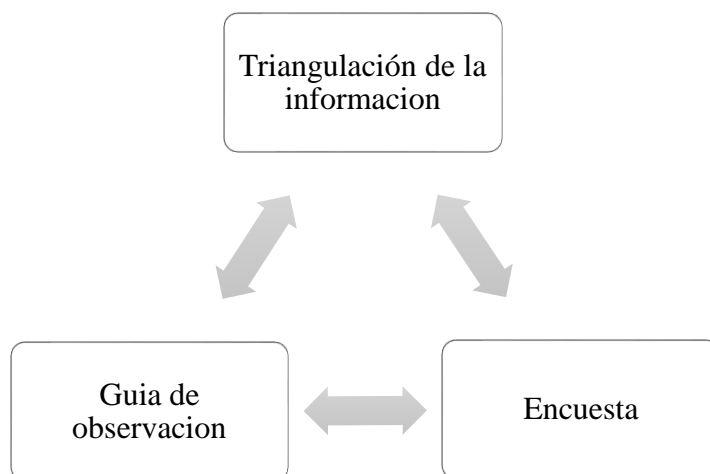 Triangulación de la
informacion
Guia de
observacion
Encuesta